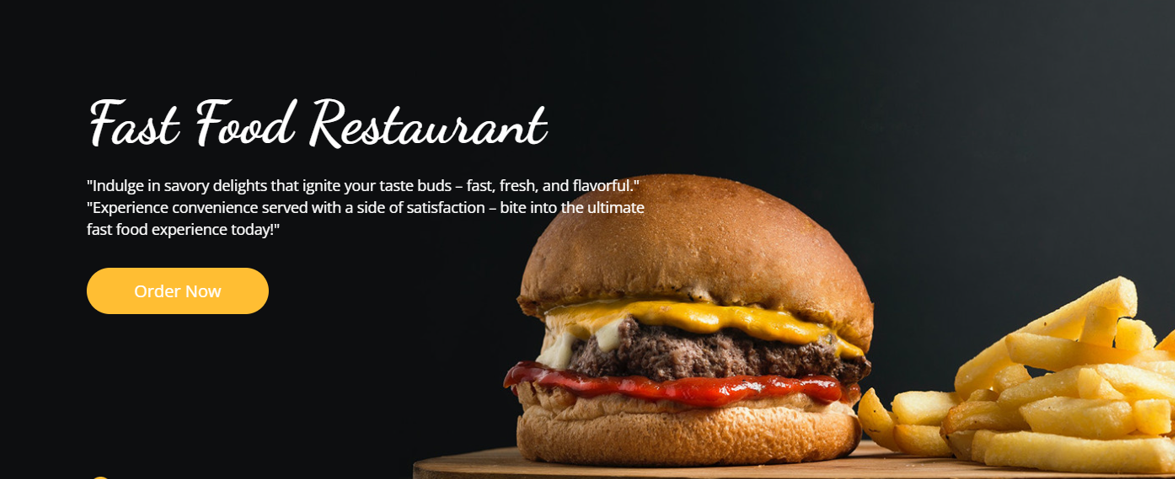 Fast Food Restaurant
"Indulge in savory delights that ignite your taste buds – fast, fresh, and flavorful."
"Experience convenience served with a side of satisfaction – bite into the ultimate
fast food experience today!"
Order Now